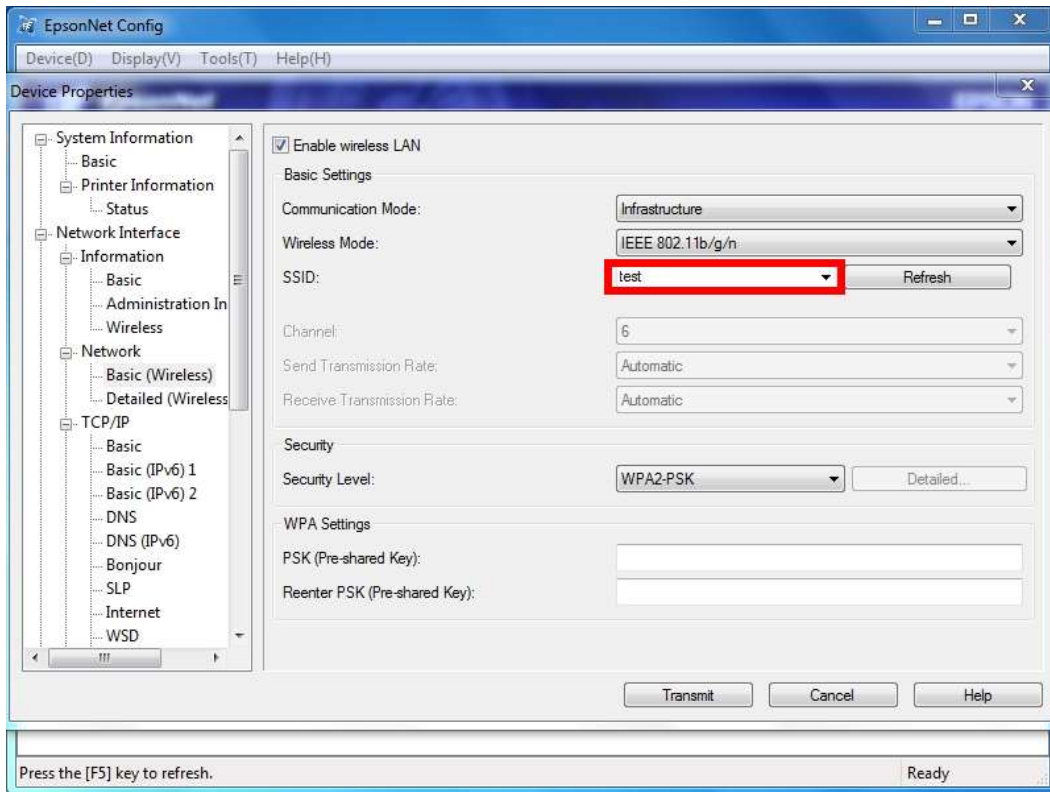 EpsonNet Config
Device(D) Display(V) Tools(T) Help(H)
Device Properties
System Information
Basic
Printer Information
Status
Network Interface
Information
Basic
Administration In
Wireless
Network
Basic (Wireless)
Detailed (Wireless
TCP/IP
Basic
Basic (IPv6) 1
Basic (IPv6) 2
DNS
DNS (IPv6)
Bonjour
SLP
Internet
WSD
Enable wireless LAN
Basic Settings
Communication Mode: Infrastructure
Wireless Mode: IEEE 802.11b/g/n
SSID: test Refresh
Channel: 6
Send Transmission Rate: Automatic
Receive Transmission Rate: Automatic
Security
Security Level: WPA2-PSK Detailed...
WPA Settings
PSK (Pre-shared Key):
Reenter PSK (Pre-shared Key):
Transmit Cancel Help
Press the [F5] key to refresh. Ready